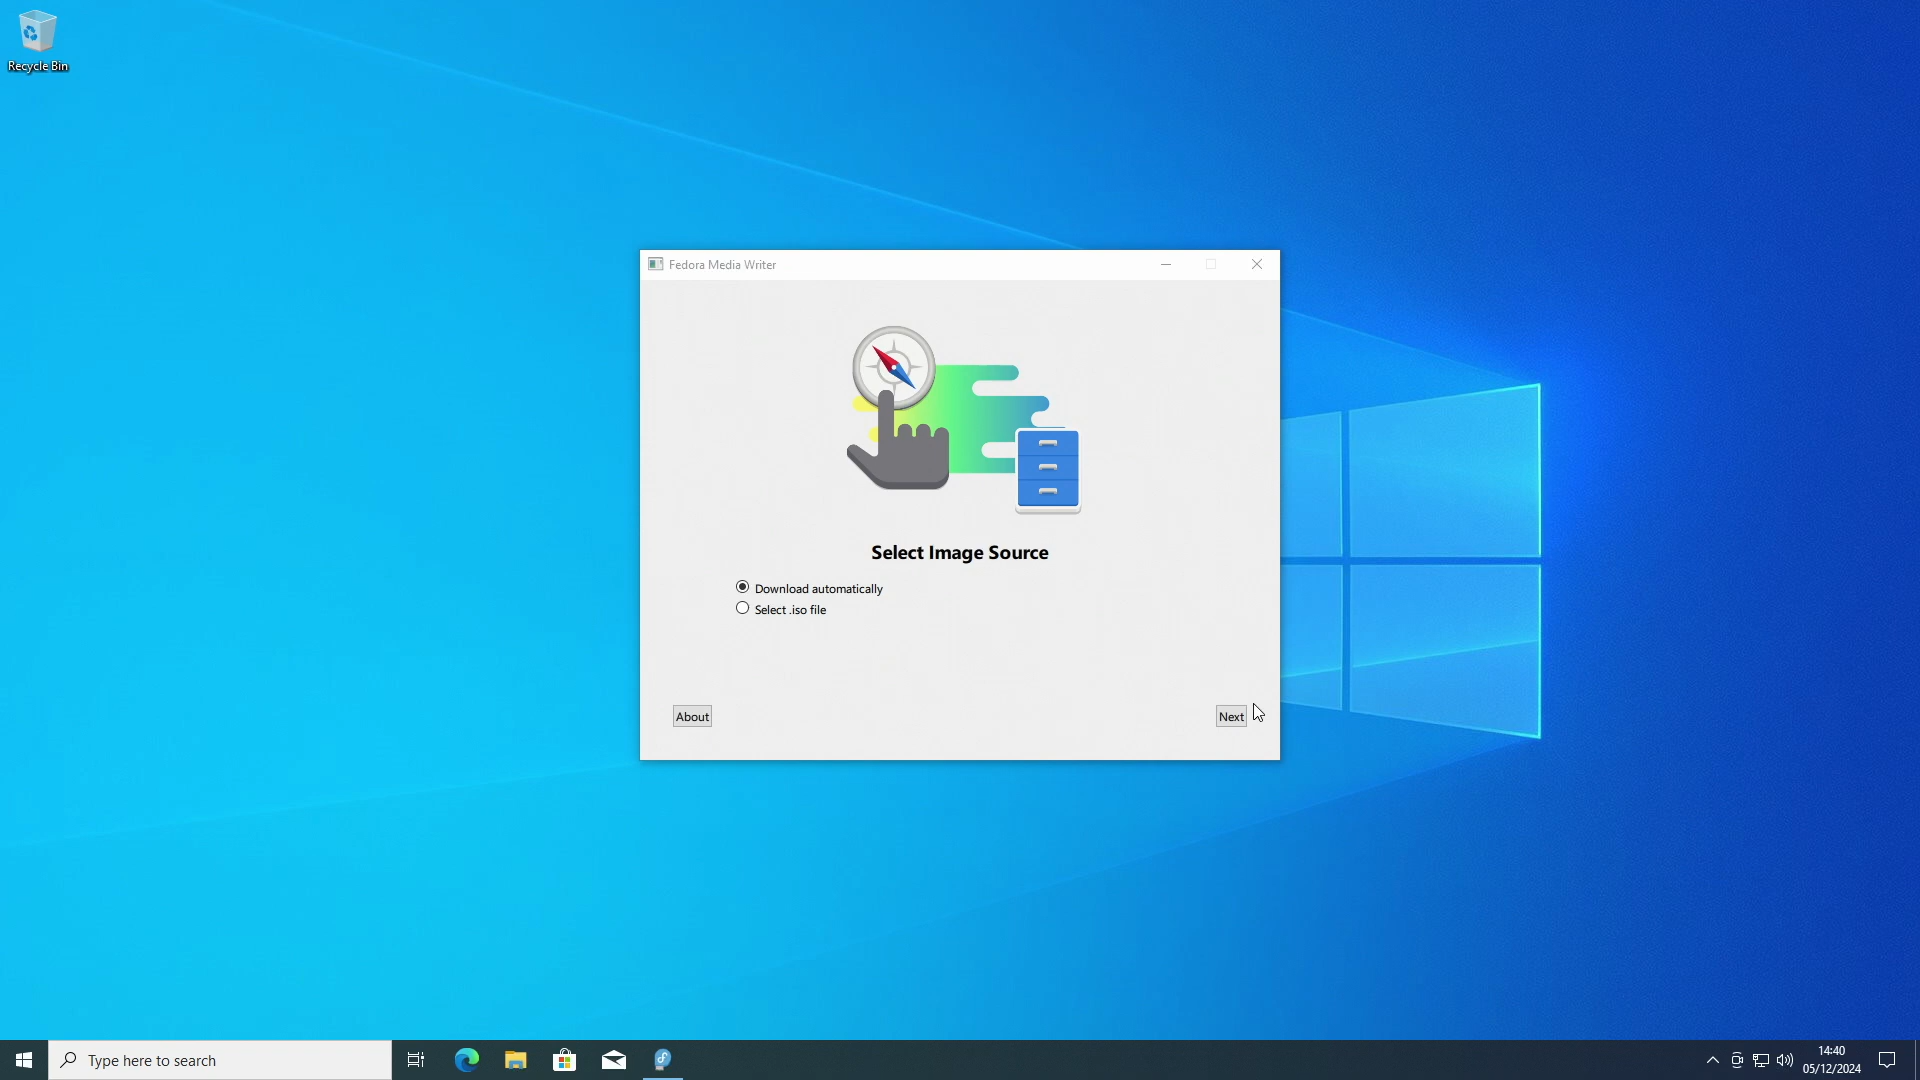 Recycle Bin
Fedora Media Writer
Select Image Source
Download automatically
Select .iso file
About
Next
Type here to search
14:40
05/12/2024